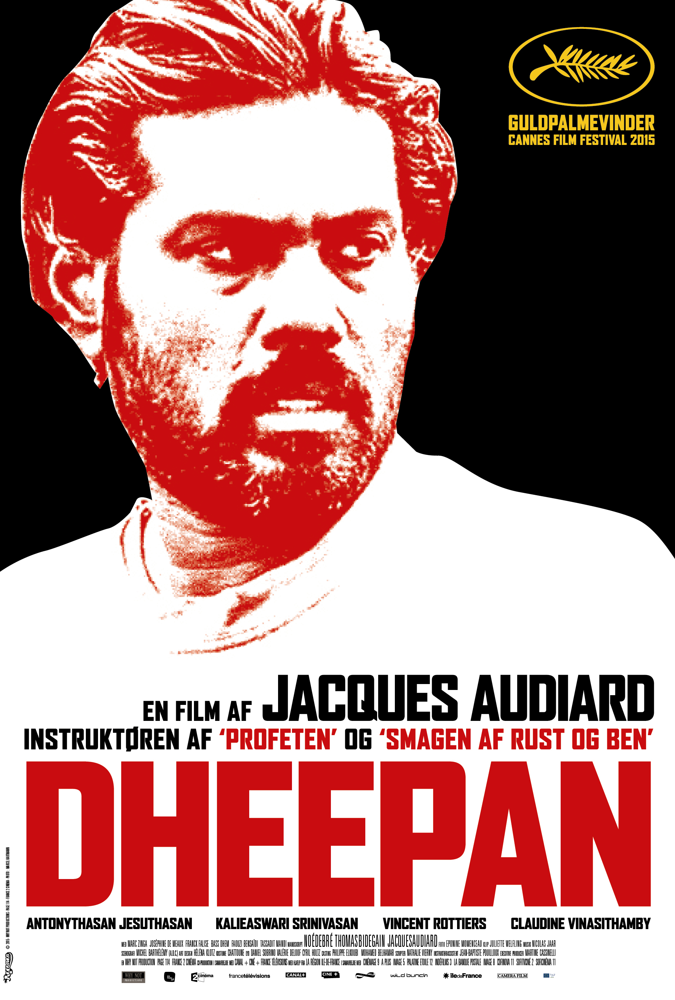 GULDPALMEVINDER
CANNES FILM FESTIVAL 2015
EN FILM AF JACQUES AUDIARD
INSTRUKTØREN AF ‘PROFETEN’ OG ‘SMAGEN AF RUST OG BEN’
DHEEPAN
ANTONYTHASAN JESUTHASAN KALIEASWARI SRINIVASAN VINCENT ROTTIERS CLAUDINE VINASITHAMBY
MED MARC ZINGA JOSÉPHINE DE MEAUX FRANCK FALISE BASS DHEM FAOUZI BENSAÏDI TASSADIT MANDI MANUSKRIPT NOÉDEBRÉ THOMASBIDEGAIN JACQUESAUDIARD FOTO EPONINE MOMENCEAU KLIP JULIETTE WELFLING MUSIK NICOLAS JAAR
SCENOGRAFI MICHEL BARTHÉLÉMY (A.D.C.) ART DESIGN HÉLÉNA KLOTZ KOSTUME CHATTOUNE LYD DANIEL SOBRINO VALÉRIE DELOOF CYRIL HOLTZ CASTING PHILIPPE ELKOUBI MOHAMED BELHAMAR SCRIPTER NATHALIE VIERNY INSTRUKTØRASSISTENT JEAN-BAPTISTE POUILLOUX EXECUTIVE PRODUCER MARTINE CASSINELLI
EN WHY NOT PRODUCTION PAGE 114 FRANCE 2 CINÉMA CO-PRODUKTION I SAMARBEJDE MED CANAL + CINÉ + FRANCE TÉLÉVISIONS MED HJÆLP FRA LA RÉGION ILE-DE-FRANCE I SAMARBEJDE MED CINÉMAGE 9 A PLUS IMAGE 5 PALATINE ETOILE 12 INDÉFILMS 3 LA BANQUE POSTALE IMAGE 8 COFINOVA 11 SOFITVCINÉ 2 SOFICINÉMA 11
WHY NOT PRODUCTIONS 2 cinéma francetélévisions CANAL+ CINE + wild bunch îledeFrance CAMERA FILM
© 2015 - WHY NOT PRODUCTIONS - PAGE 114 - FRANCE 2 CINEMA - PHOTO : MARCEL HARTMANN